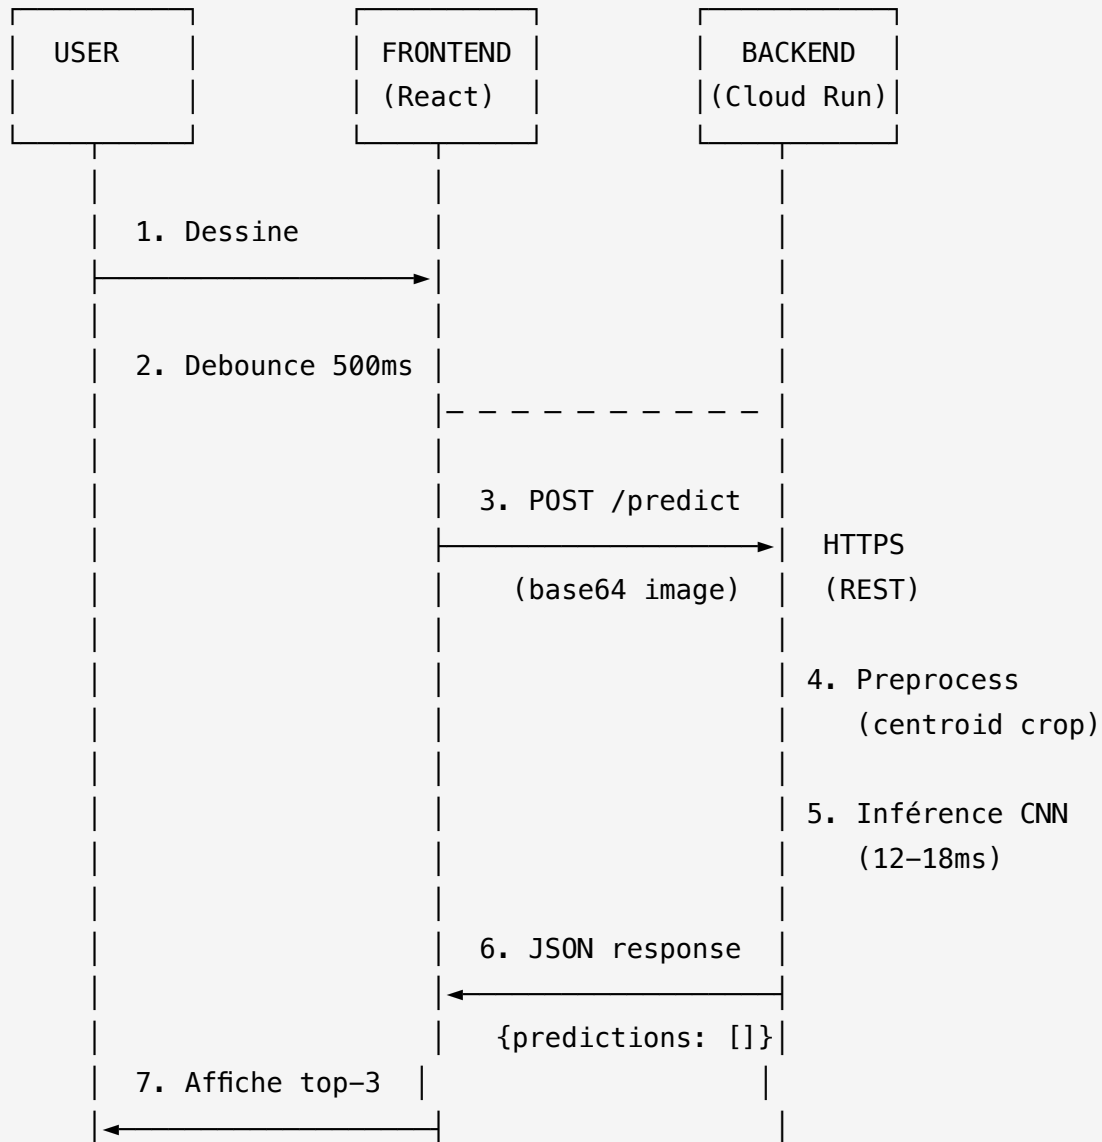 USER FRONTEND BACKEND
(React) (Cloud Run)
1. Dessine
2. Debounce 500ms
3. POST /predict
HTTPS
(base64 image) (REST)
4. Preprocess
(centroid crop)
5. Inférence CNN
(12-18ms)
6. JSON response
{predictions: []}
7. Affiche top-3